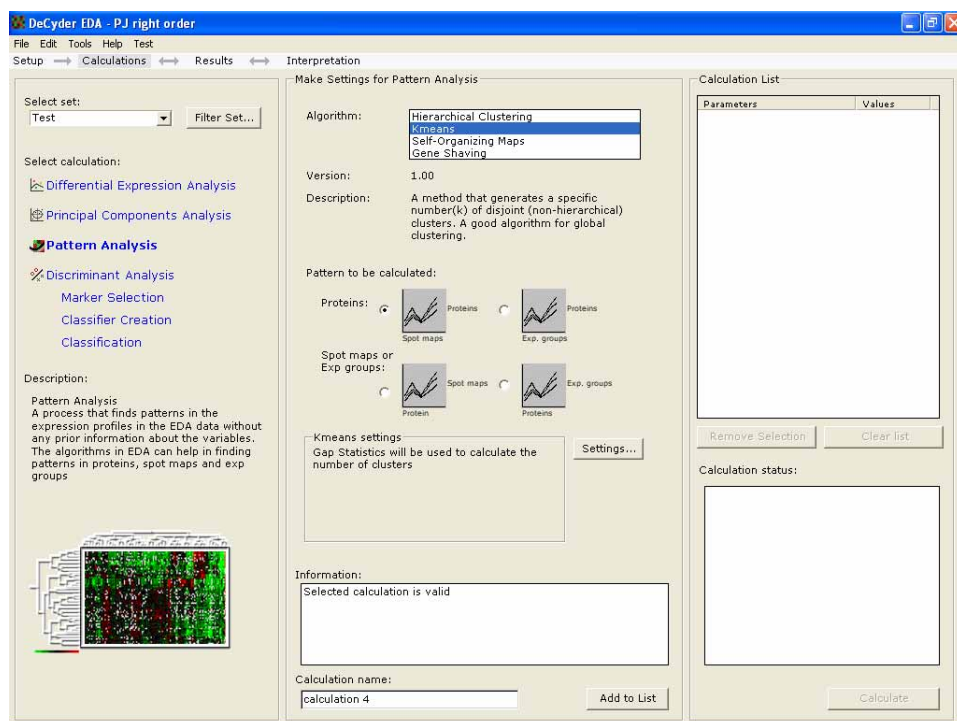 DeCyder EDA - PJ right order
File Edit Tools Help Test
Setup Calculations Results Interpretation
Select set:
Test
Filter Set...
Select calculation:
Differential Expression Analysis
Principal Components Analysis
Pattern Analysis
Discriminant Analysis
Marker Selection
Classifier Creation
Classification
Description:
Pattern Analysis
A process that finds patterns in the
expression profiles in the EDA data without
any prior information about the variables.
The algorithms in EDA can help in finding
patterns in proteins, spot maps and exp
groups
Make Settings for Pattern Analysis
Algorithm:
Hierarchical Clustering
Kmeans
Self-Organizing Maps
Gene Shaving
Version: 1.00
Description:
A method that generates a specific
number(k) of disjoint (non-hierarchical)
clusters. A good algorithm for global
clustering.
Pattern to be calculated:
Proteins:
Proteins
Spot maps
Proteins
Exp. groups
Spot maps or
Exp groups:
Spot maps
Protein
Exp. groups
Proteins
Kmeans settings
Gap Statistics will be used to calculate the
number of clusters
Settings...
Information:
Selected calculation is valid
Calculation name:
calculation 4
Add to List
Calculation List
Parameters Values
Remove Selection Clear list
Calculation status:
Calculate